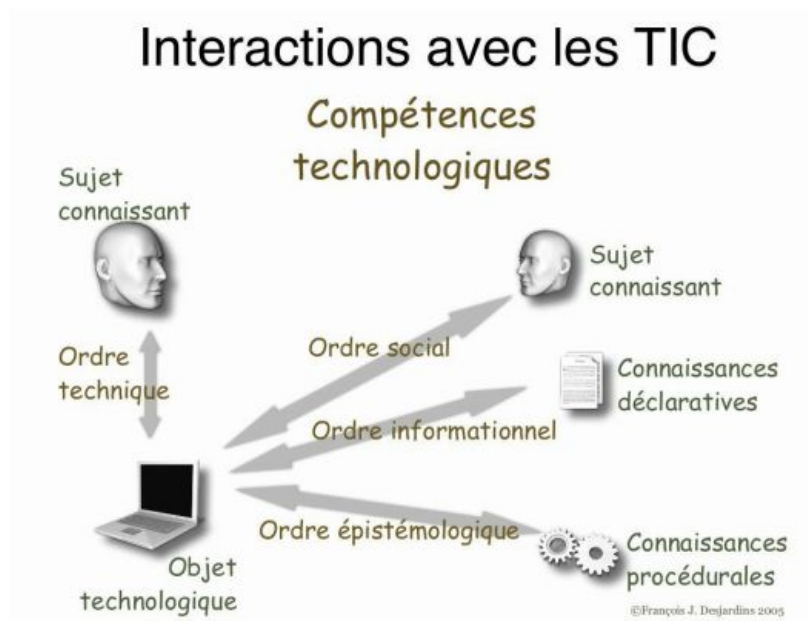 Interactions avec les TIC
Compétences
technologiques
Sujet
connaissant
Sujet
connaissant
Ordre
technique
Ordre social
Connaissances
déclaratives
Ordre informationnel
Ordre épistémologique
Connaissances
procédurales
Objet
technologique
©François J. Desjardins 2005